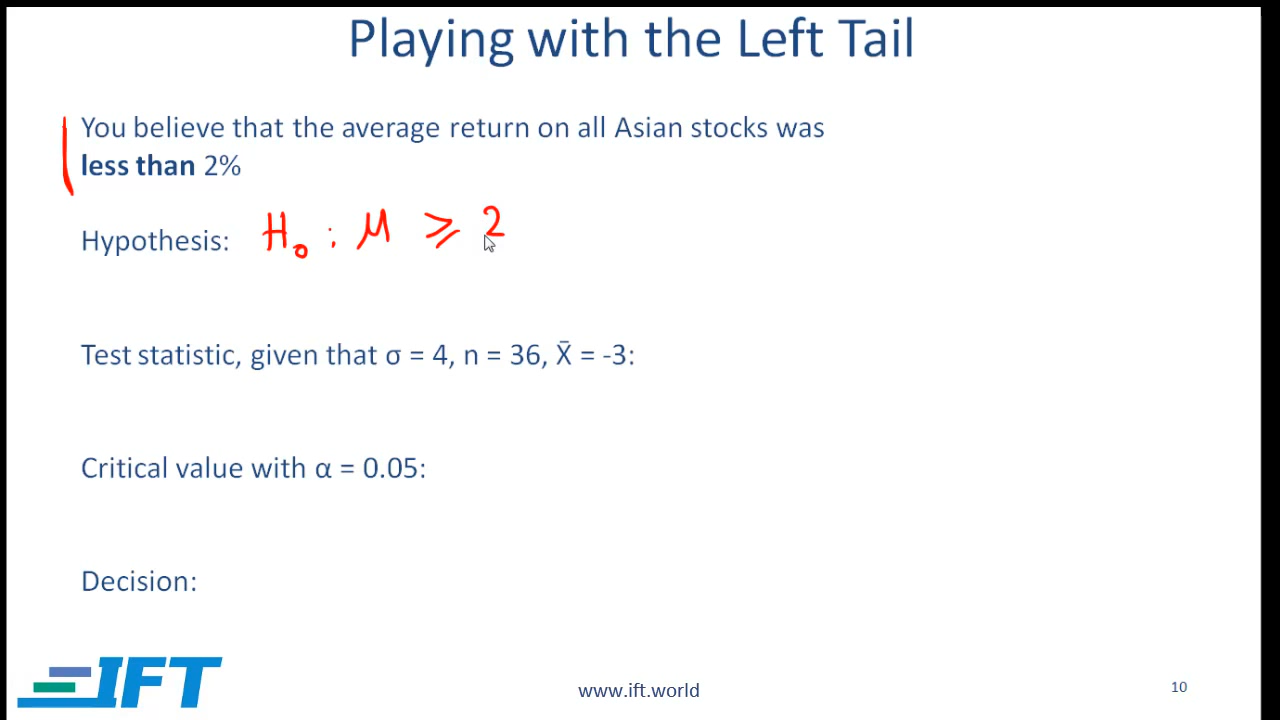 Playing with the Left Tail
You believe that the average return on all Asian stocks was
less than 2%
Hypothesis: H₀ : μ ≥ 2
Test statistic, given that σ = 4, n = 36, X̄ = -3:
Critical value with α = 0.05:
Decision:
IFT
www.ift.world
10